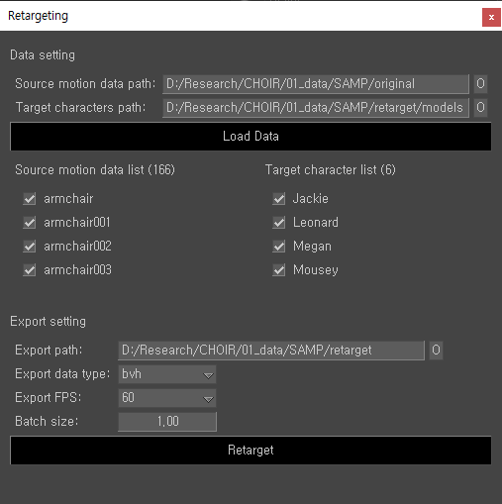 Retargeting
x
Data setting
Source motion data path: D:/Research/CHOIR/01_data/SAMP/original O
Target characters path: D:/Research/CHOIR/01_data/SAMP/retarget/models O
Load Data
Source motion data list (166) Target character list (6)
armchair Jackie
armchair001 Leonard
armchair002 Megan
armchair003 Mousey
Export setting
Export path: D:/Research/CHOIR/01_data/SAMP/retarget O
Export data type: bvh
Export FPS: 60
Batch size: 1.00
Retarget